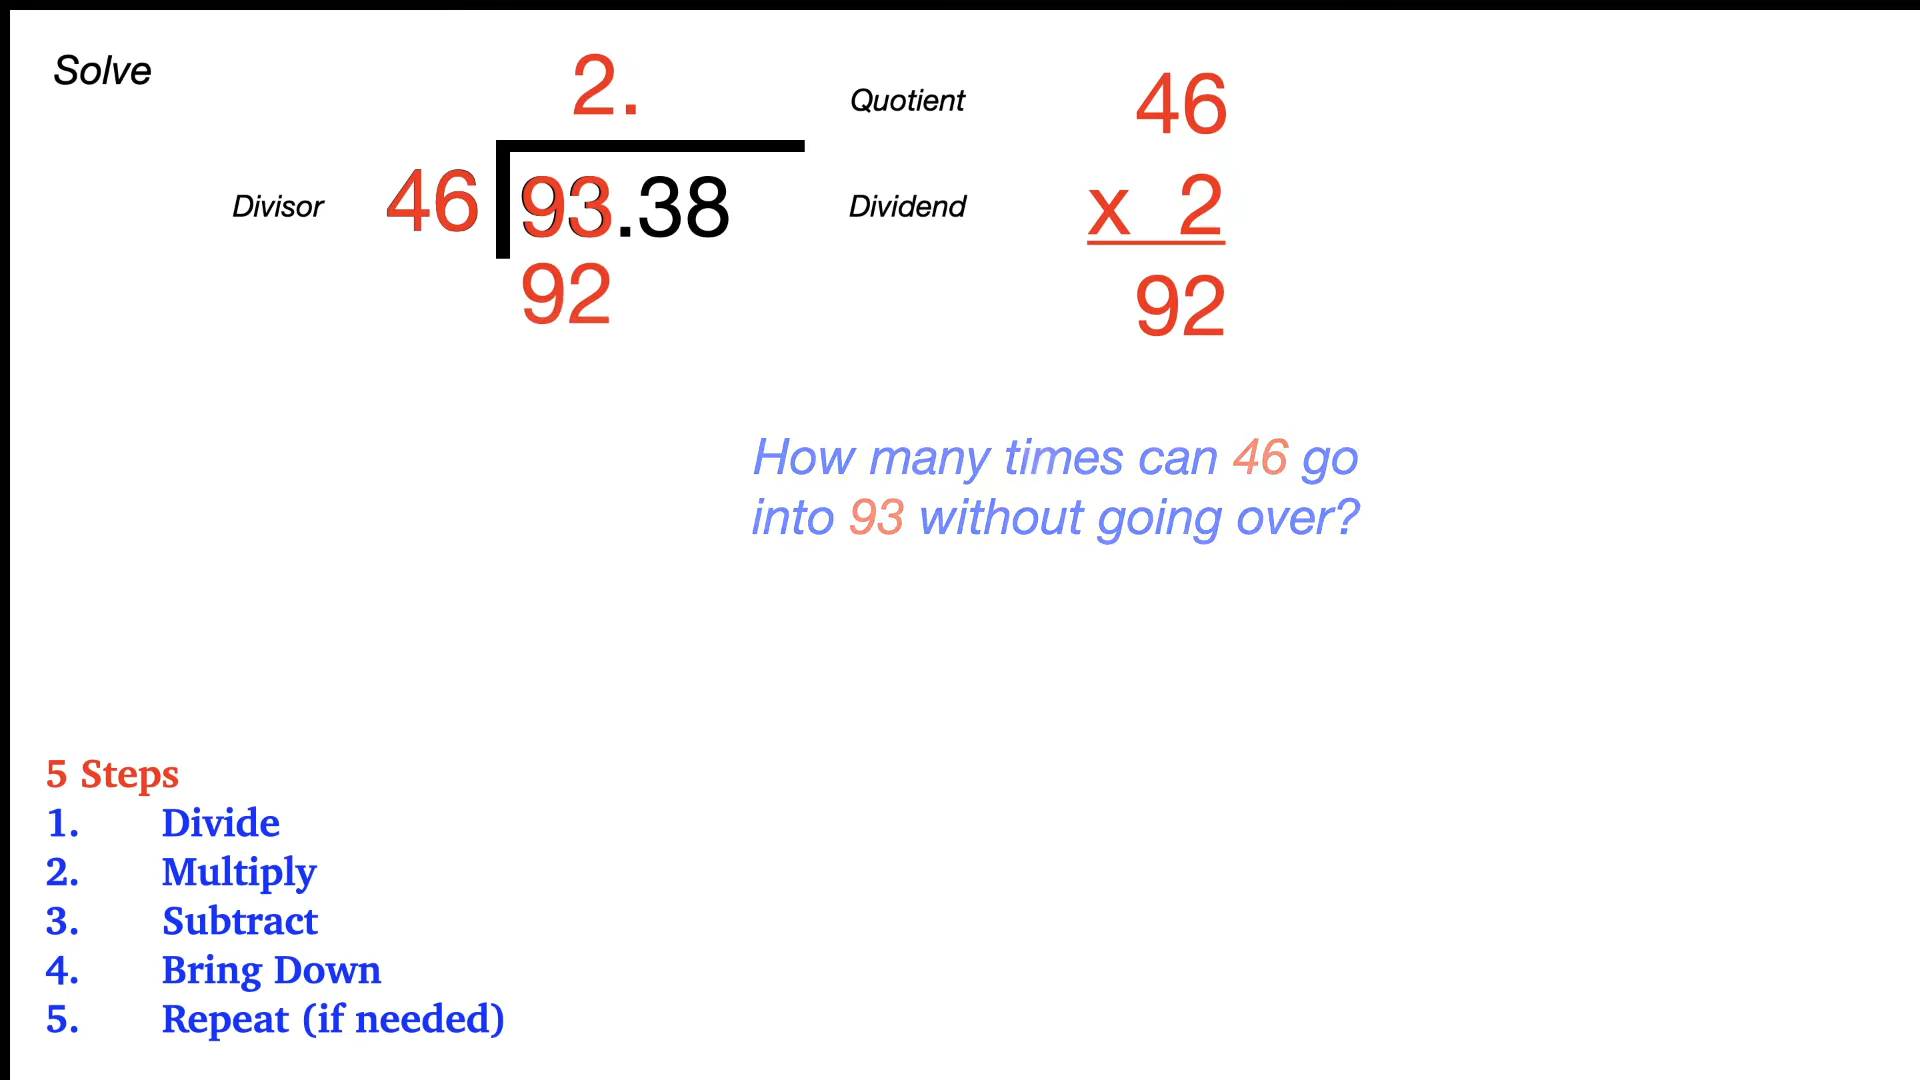 Solve
2.
Quotient
46
Divisor
46
93.38
Dividend
x 2
92
92
How many times can 46 go
into 93 without going over?
5 Steps
1. Divide
2. Multiply
3. Subtract
4. Bring Down
5. Repeat (if needed)